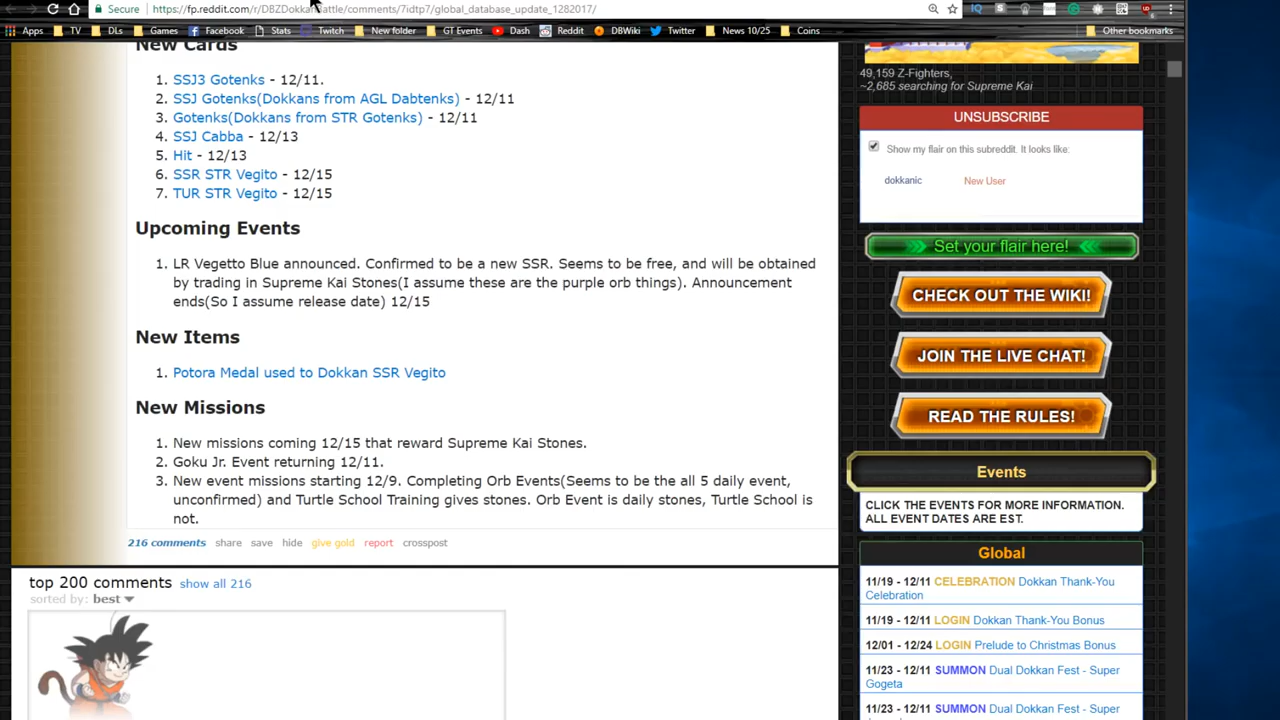 Secure https://fp.reddit.com/r/DBZDokkanBattle/comments/7idtp7/global_database_update_1282017/
Apps TV DLs Games Facebook Stats Twitch New folder GT Events Dash Reddit DBWiki Twitter News 10/25 Coins Other bookmarks
New Cards
1. SSJ3 Gotenks - 12/11.
2. SSJ Gotenks(Dokkans from AGL Dabtenks) - 12/11
3. Gotenks(Dokkans from STR Gotenks) - 12/11
4. SSJ Cabba - 12/13
5. Hit - 12/13
6. SSR STR Vegito - 12/15
7. TUR STR Vegito - 12/15
Upcoming Events
1. LR Vegetto Blue announced. Confirmed to be a new SSR. Seems to be free, and will be obtained
by trading in Supreme Kai Stones(I assume these are the purple orb things). Announcement
ends(So I assume release date) 12/15
New Items
1. Potora Medal used to Dokkan SSR Vegito
New Missions
1. New missions coming 12/15 that reward Supreme Kai Stones.
2. Goku Jr. Event returning 12/11.
3. New event missions starting 12/9. Completing Orb Events(Seems to be the all 5 daily event,
unconfirmed) and Turtle School Training gives stones. Orb Event is daily stones, Turtle School is
not.
216 comments share save hide give gold report crosspost
top 200 comments show all 216
sorted by: best
49,159 Z-Fighters,
~2,685 searching for Supreme Kai
UNSUBSCRIBE
Show my flair on this subreddit. It looks like:
dokkanic New User
Set your flair here!
CHECK OUT THE WIKI!
JOIN THE LIVE CHAT!
READ THE RULES!
Events
CLICK THE EVENTS FOR MORE INFORMATION.
ALL EVENT DATES ARE EST.
Global
11/19 - 12/11 CELEBRATION Dokkan Thank-You
Celebration
11/19 - 12/11 LOGIN Dokkan Thank-You Bonus
12/01 - 12/24 LOGIN Prelude to Christmas Bonus
11/23 - 12/11 SUMMON Dual Dokkan Fest - Super
Gogeta
11/23 - 12/11 SUMMON Dual Dokkan Fest - Super